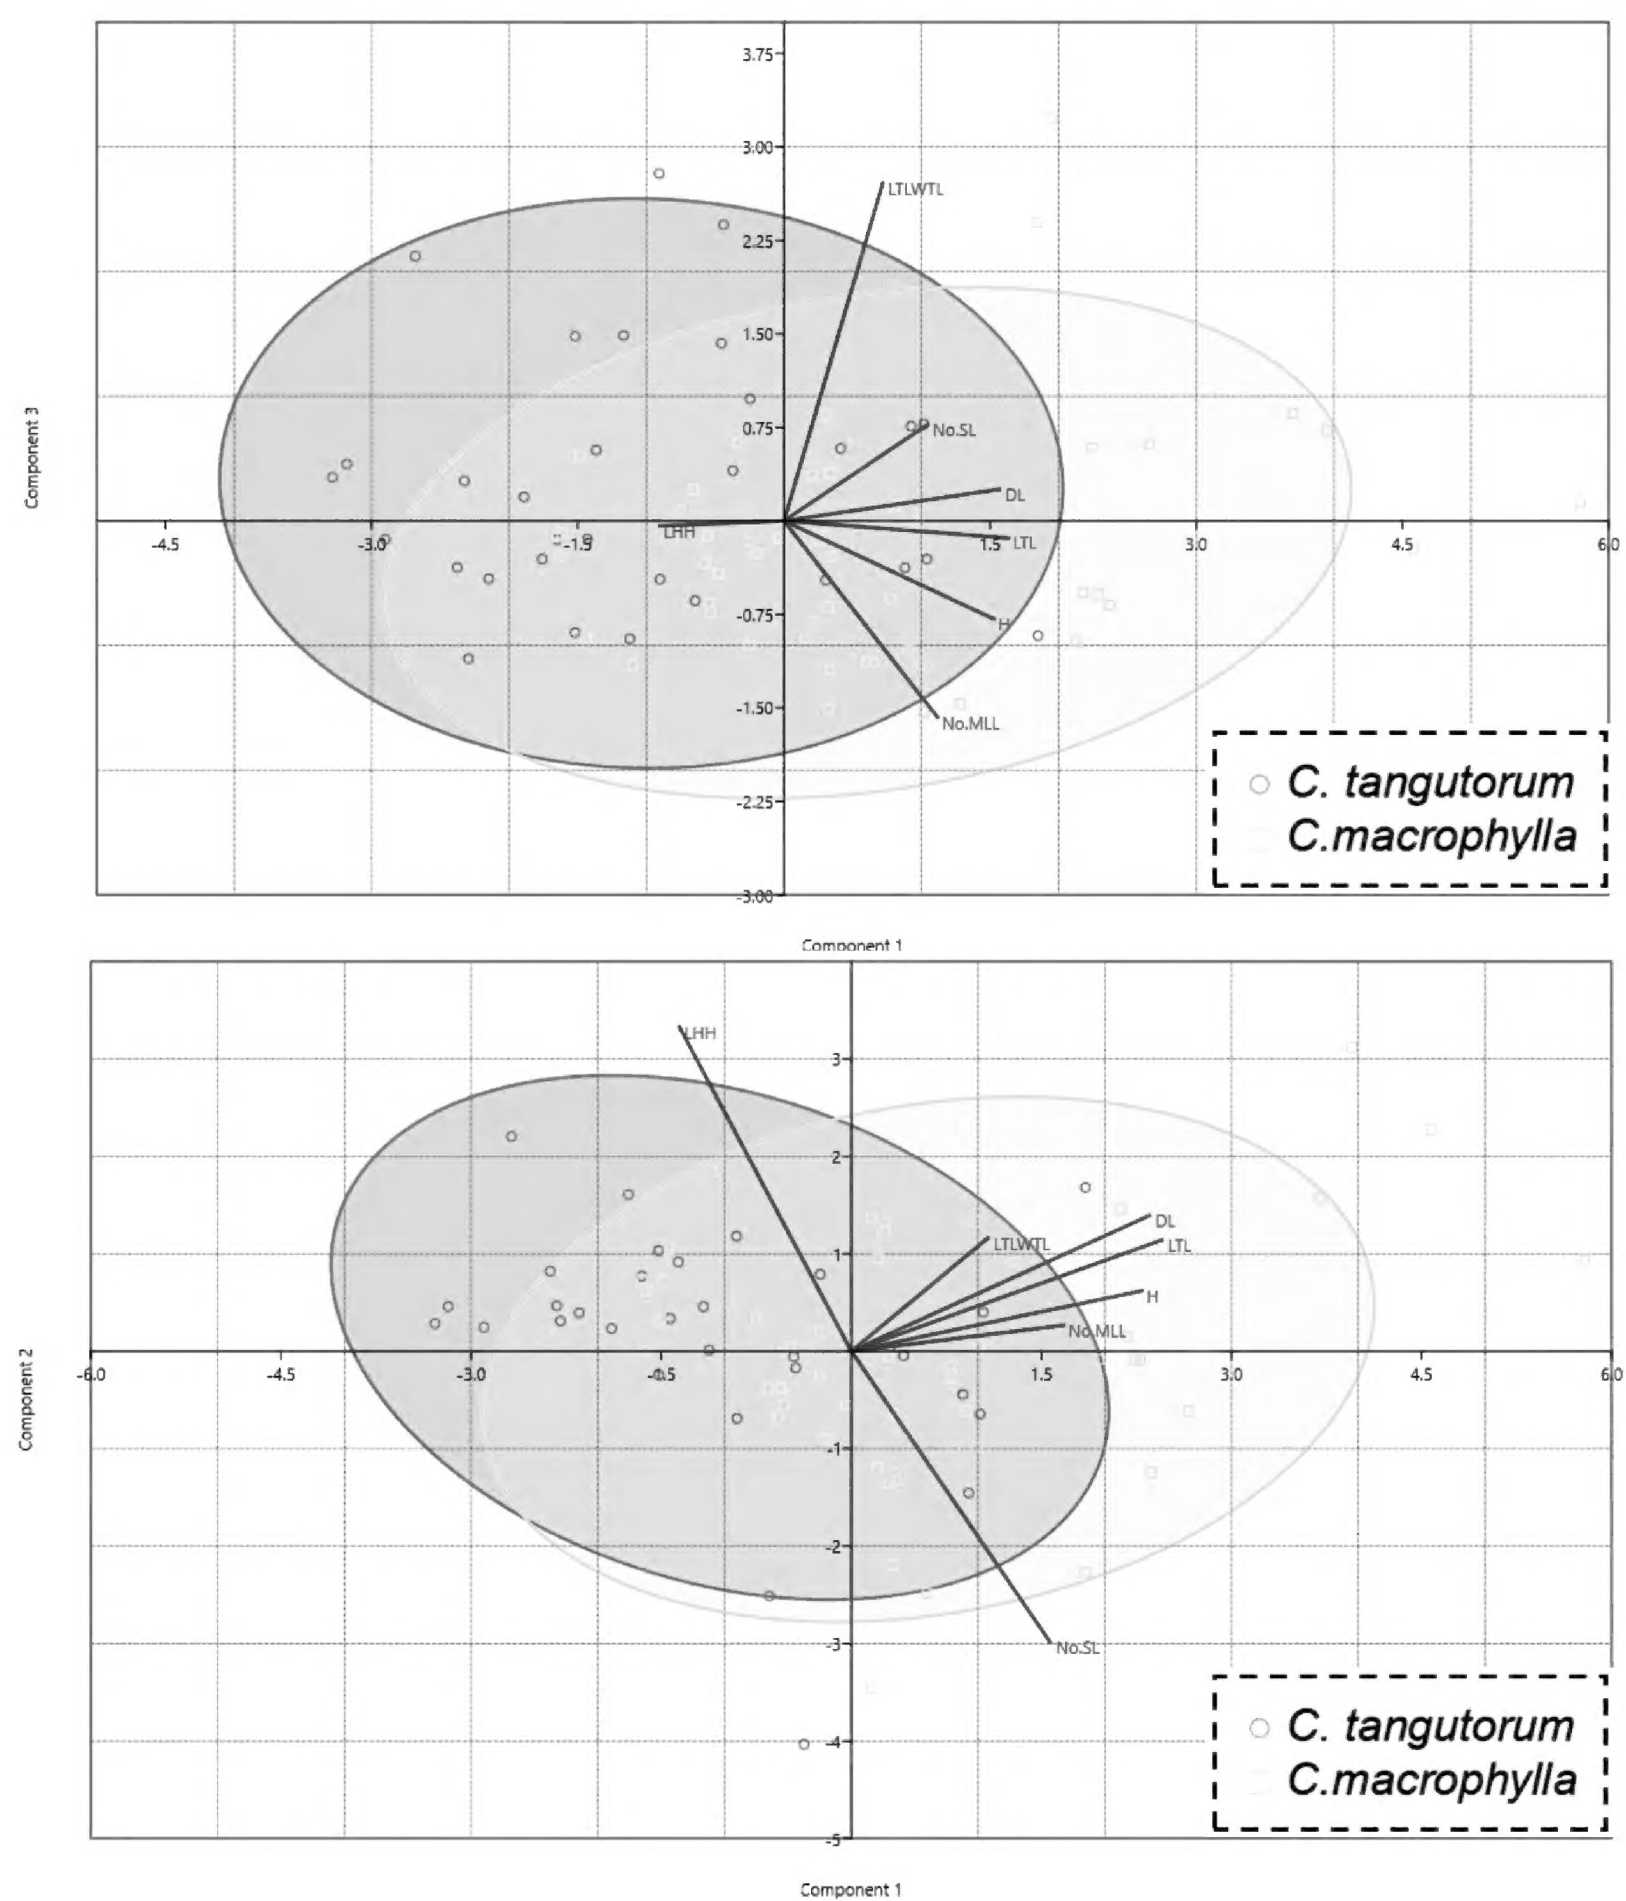 3.75
3.00
LTLWTL
2.25
1.50
0.75
No.SL
DL
Component 3
LHH
-4.5
-3.0
-1.5
1.5
LTL
3.0
4.5
6.0
-0.75
H
-1.50
No.MLL
-2.25
-3.00
C. tangutorum
C.macrophylla
Component 1
LHH
3
2
DL
LTLWTL
LTL
1
H
No.MLL
Component 2
-6.0
-4.5
-3.0
1.5
3.0
4.5
6.0
-1
-2
-3
No.SL
-4
-5
C. tangutorum
C.macrophylla
Component 1